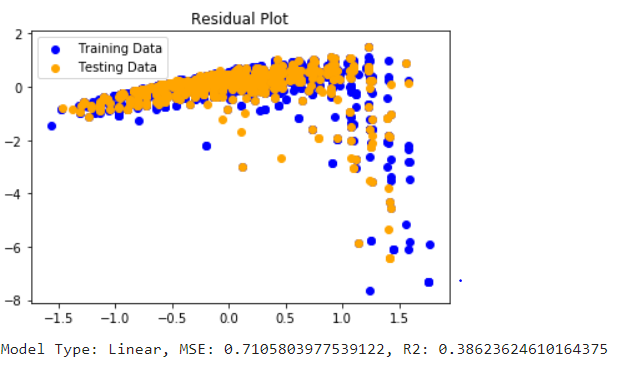 Residual Plot
Training Data
Testing Data
2
0
−2
−4
−6
−8
−1.5 −1.0 −0.5 0.0 0.5 1.0 1.5
Model Type: Linear, MSE: 0.7105803977539122, R2: 0.38623624610164375